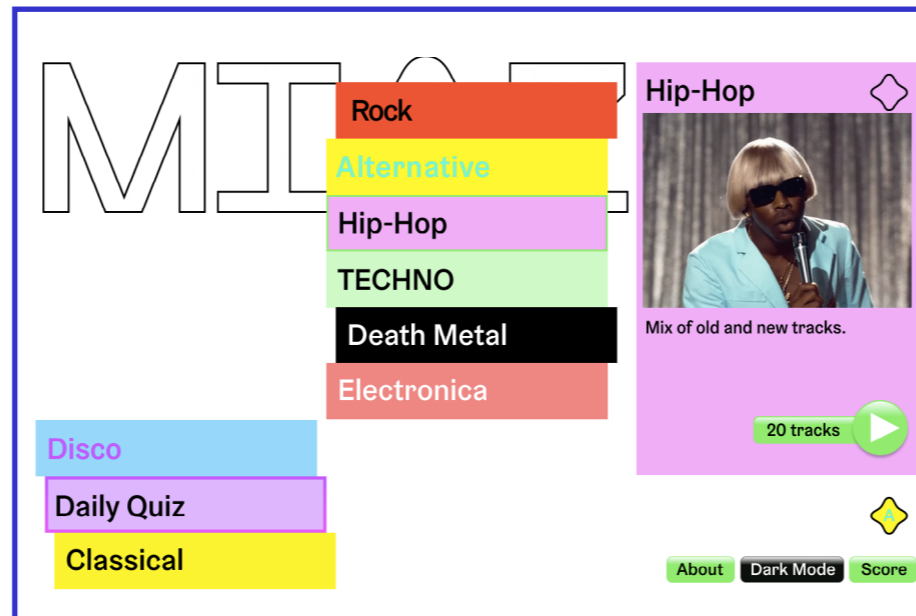 Rock
Alternative
Hip-Hop
TECHNO
Death Metal
Electronica
Disco
Daily Quiz
Classical
Hip-Hop
Mix of old and new tracks.
20 tracks
A
About
Dark Mode
Score